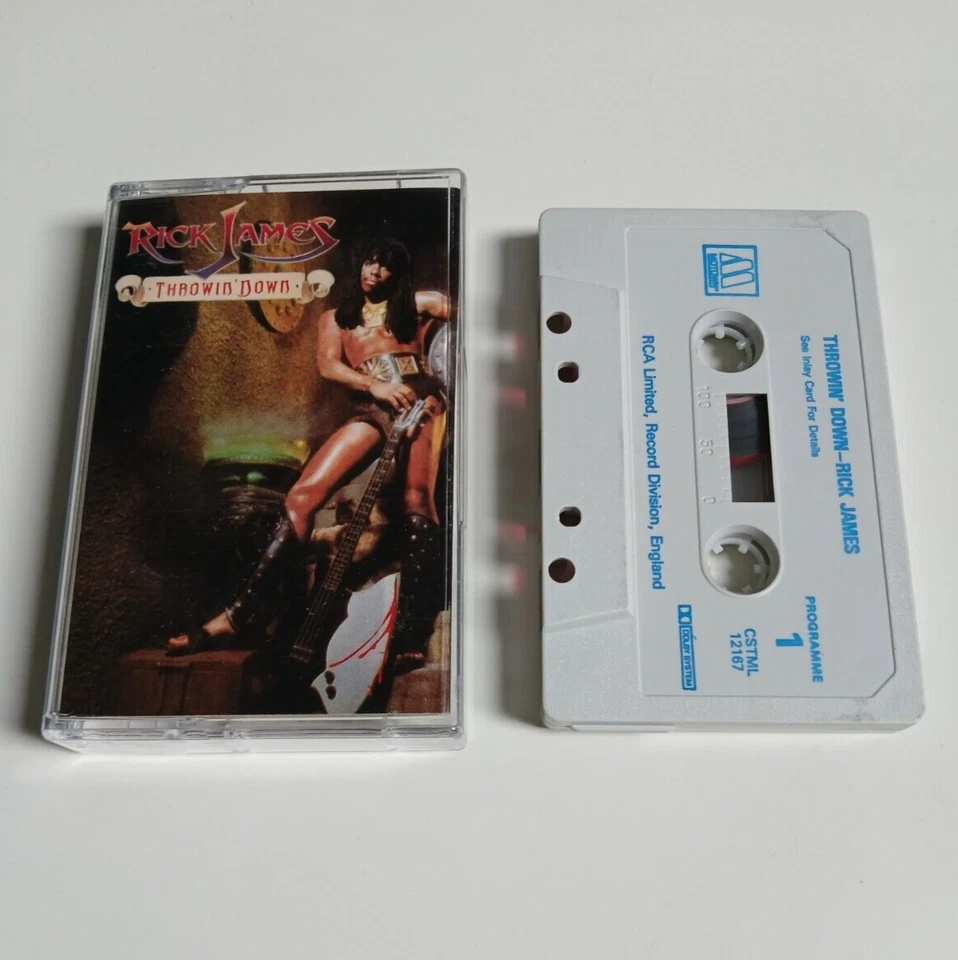 RICK JAMES
THROWIN' DOWN
MOTOWN
THROWIN' DOWN–RICK JAMES
See Inlay Card For Details
100 50 0
RCA Limited, Record Division, England
PROGRAMME
1
CSTML
12167
DOLBY SYSTEM